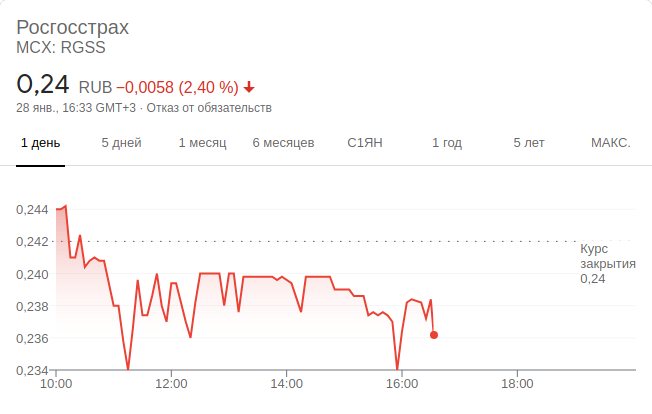 Росгосстрах
MCX: RGSS
0,24 RUB −0,0058 (2,40 %)
28 янв., 16:33 GMT+3 · Отказ от обязательств
1 день 5 дней 1 месяц 6 месяцев С1ЯН 1 год 5 лет МАКС.
0,244
0,242
Курс
закрытия
0,24
0,240
0,238
0,236
0,234
10:00 12:00 14:00 16:00 18:00